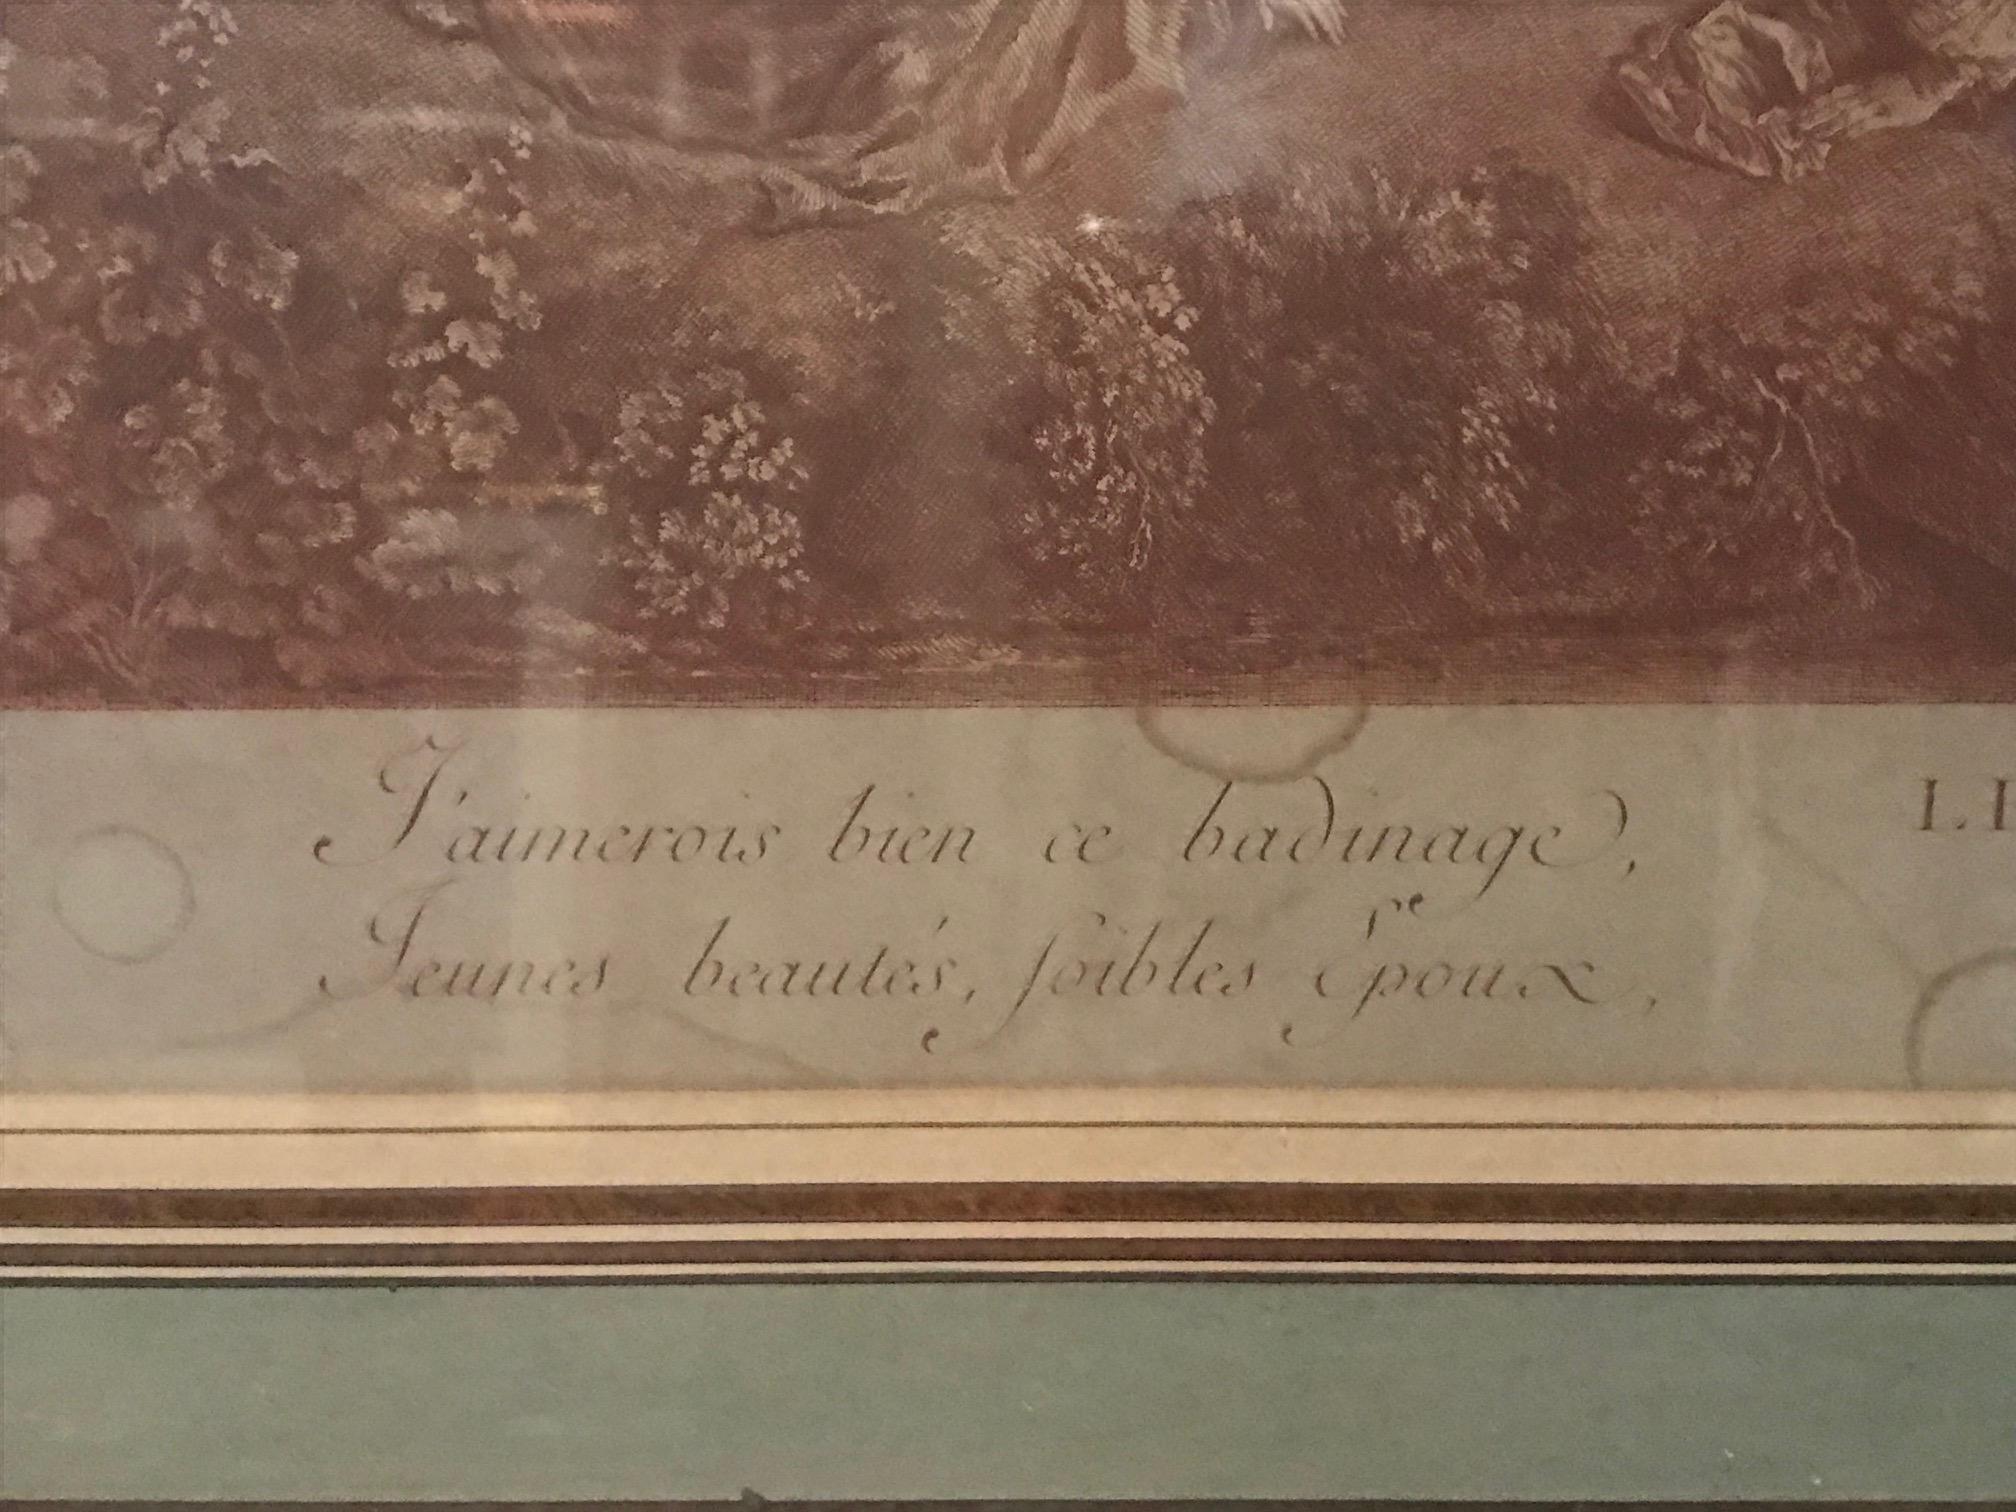 J'aimerois bien ce badinage,
Jeunes beautés, foibles Epoux,